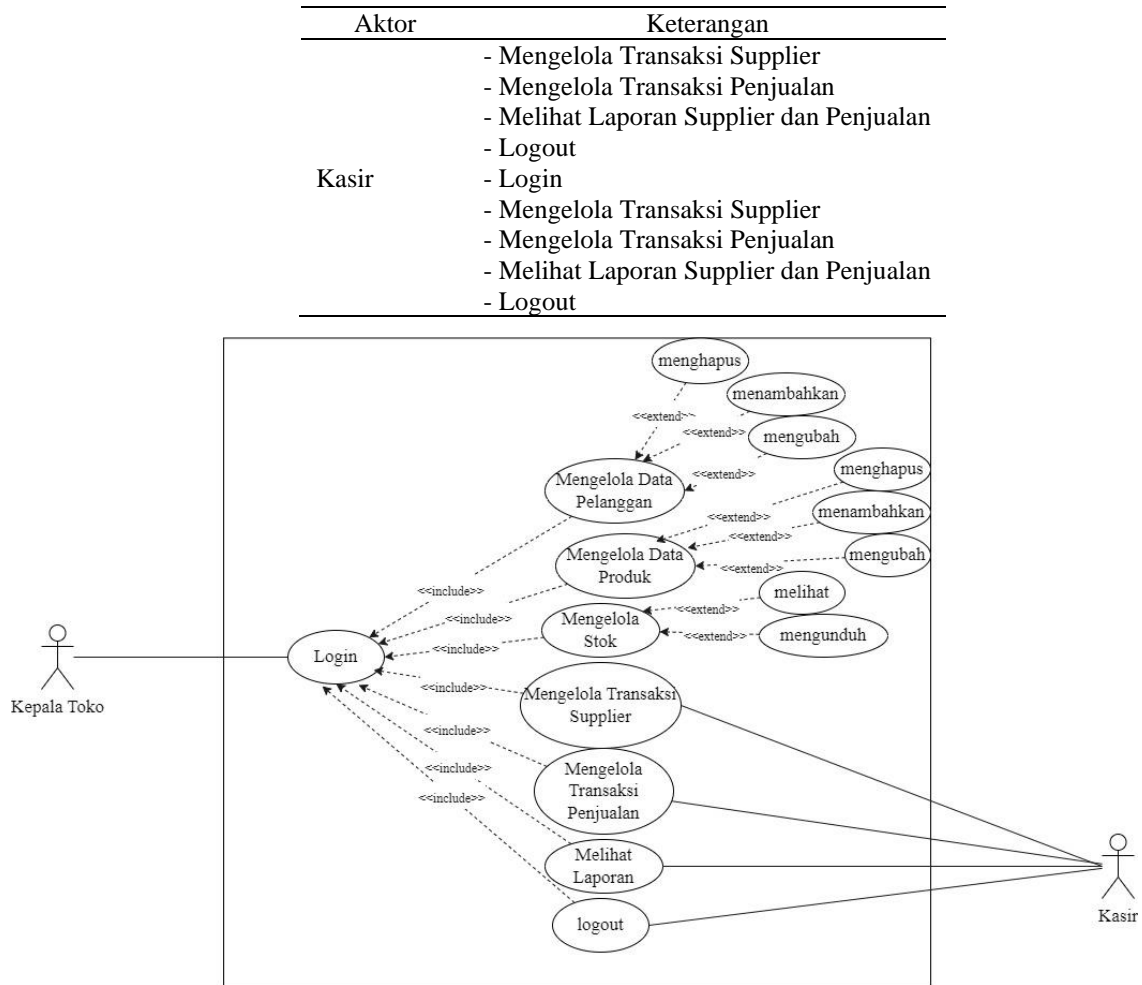 Aktor Keterangan
- Mengelola Transaksi Supplier
- Mengelola Transaksi Penjualan
- Melihat Laporan Supplier dan Penjualan
- Logout
Kasir - Login
- Mengelola Transaksi Supplier
- Mengelola Transaksi Penjualan
- Melihat Laporan Supplier dan Penjualan
- Logout
menghapus
menambahkan
<<extend>>
<<extend>>
mengubah
menghapus
Mengelola Data
Pelanggan
<<extend>>
menambahkan
<<extend>>
<<extend>>
mengubah
Mengelola Data
Produk
<<extend>>
<<include>>
melihat
<<extend>>
Mengelola
Stok
<<include>>
mengunduh
<<extend>>
Login
<<include>>
Kepala Toko
<<include>>
Mengelola Transaksi
Supplier
<<include>>
<<include>>
Mengelola
Transaksi
Penjualan
<<include>>
Melihat
Laporan
logout
Kasir